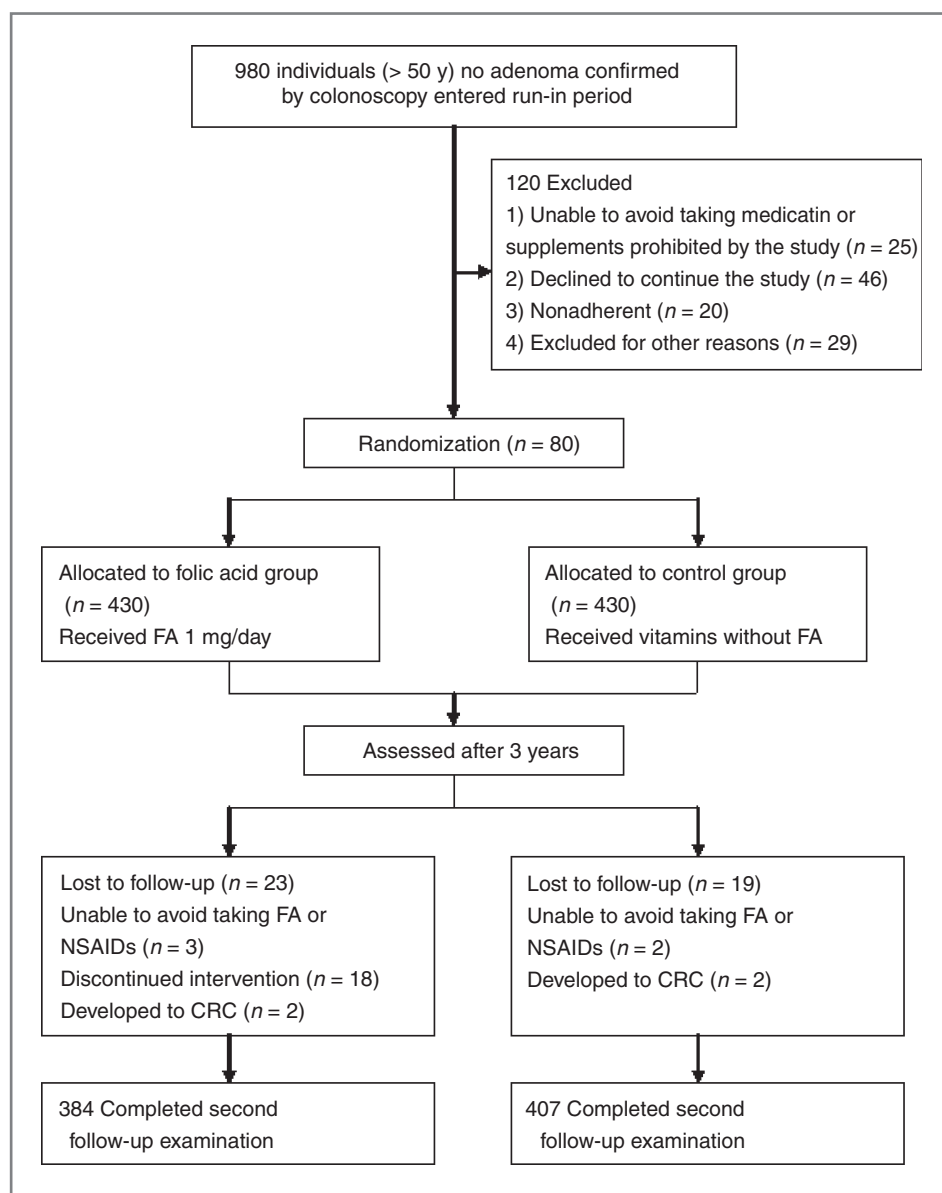 980 individuals (> 50 y) no adenoma confirmed
by colonoscopy entered run-in period
120 Excluded
1) Unable to avoid taking medicatin or
supplements prohibited by the study (n = 25)
2) Declined to continue the study (n = 46)
3) Nonadherent (n = 20)
4) Excluded for other reasons (n = 29)
Randomization (n = 80)
Allocated to folic acid group
(n = 430)
Received FA 1 mg/day
Allocated to control group
(n = 430)
Received vitamins without FA
Assessed after 3 years
Lost to follow-up (n = 23)
Unable to avoid taking FA or
NSAIDs (n = 3)
Discontinued intervention (n = 18)
Developed to CRC (n = 2)
Lost to follow-up (n = 19)
Unable to avoid taking FA or
NSAIDs (n = 2)
Developed to CRC (n = 2)
384 Completed second
follow-up examination
407 Completed second
follow-up examination